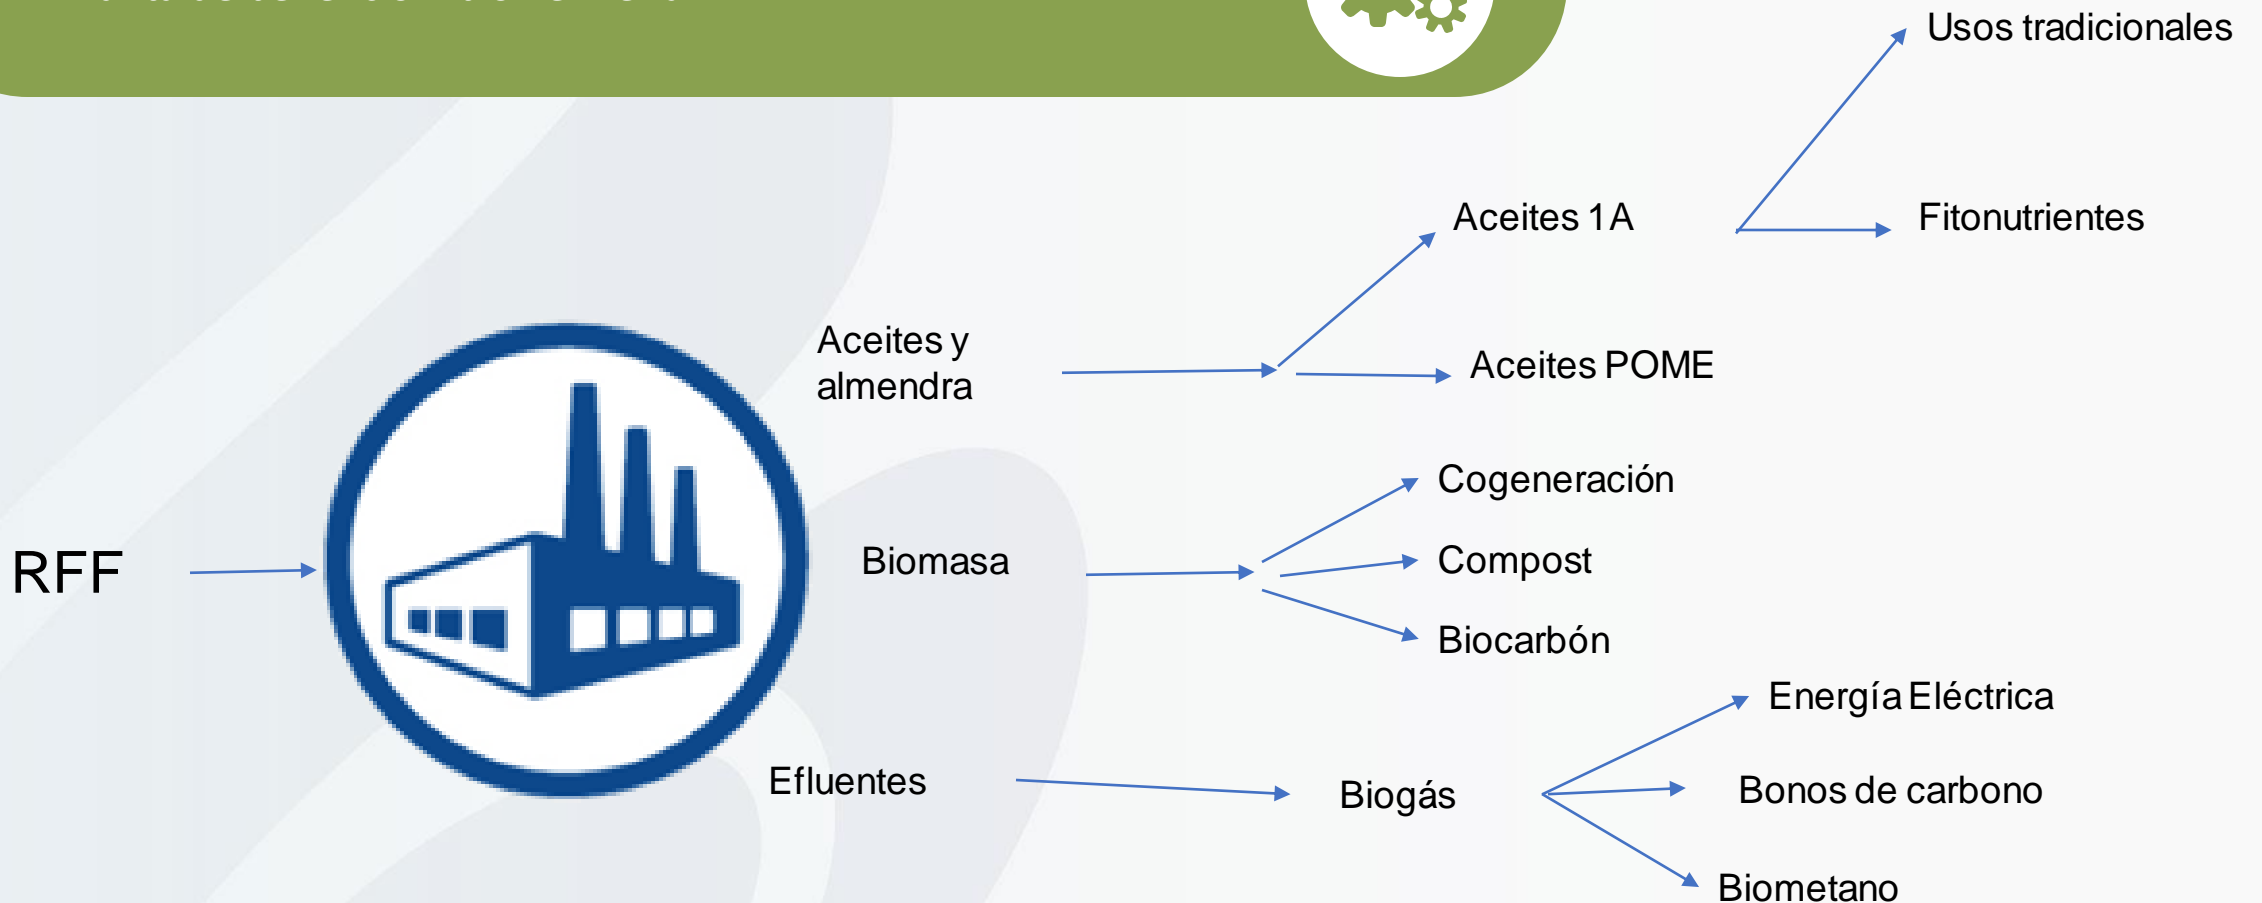 Usos tradicionales
Aceites 1A
Fitonutrientes
Aceites y
almendra
Aceites POME
Cogeneración
RFF
Biomasa
Compost
Biocarbón
Energía Eléctrica
Efluentes
Biogás
Bonos de carbono
Biometano